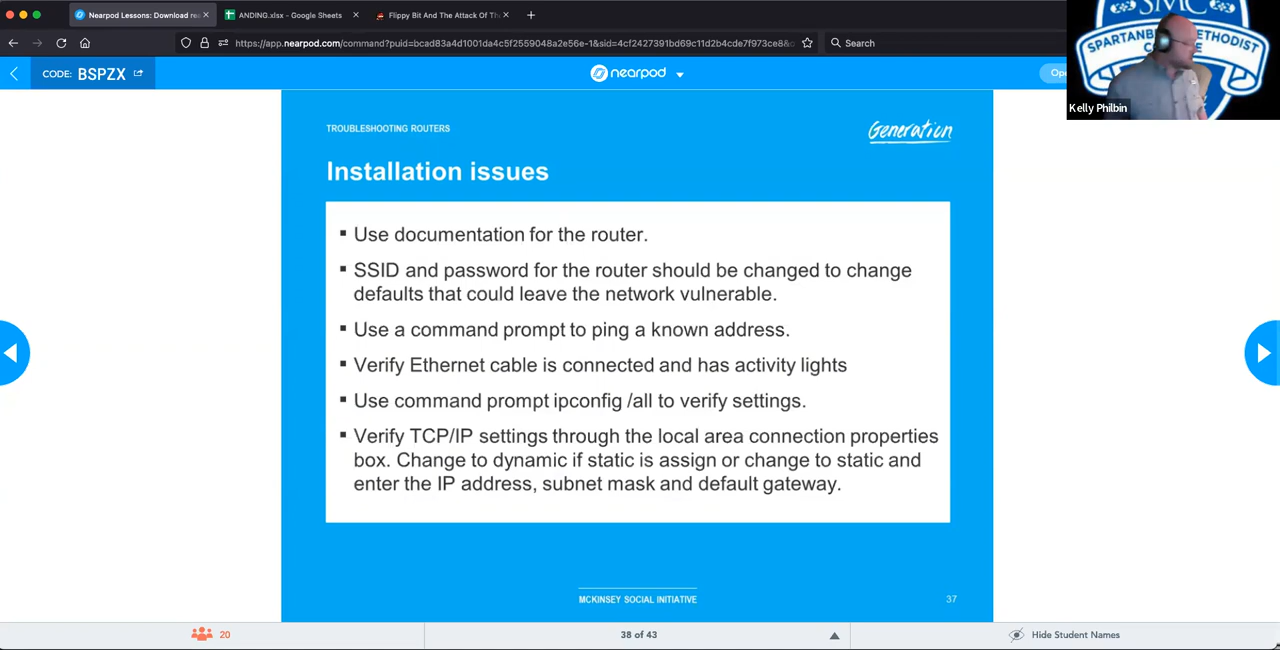 Nearpod Lessons: Download re
ANDING.xlsx - Google Sheets
Flippy Bit And The Attack Of Th
https://app.nearpod.com/command?puid=bcad83a4d1001da4c5f2559048a2e56e-1&sid=4cf2427391bd69c11d2b4cde7f973ce8&
Search
SMC
SPARTANB
ETHODIST
Kelly Philbin
CODE: BSPZX
nearpod
Op
TROUBLESHOOTING ROUTERS
Generation
Installation issues
▪ Use documentation for the router.
▪ SSID and password for the router should be changed to change
defaults that could leave the network vulnerable.
▪ Use a command prompt to ping a known address.
▪ Verify Ethernet cable is connected and has activity lights
▪ Use command prompt ipconfig /all to verify settings.
▪ Verify TCP/IP settings through the local area connection properties
box. Change to dynamic if static is assign or change to static and
enter the IP address, subnet mask and default gateway.
MCKINSEY SOCIAL INITIATIVE
37
20
38 of 43
Hide Student Names